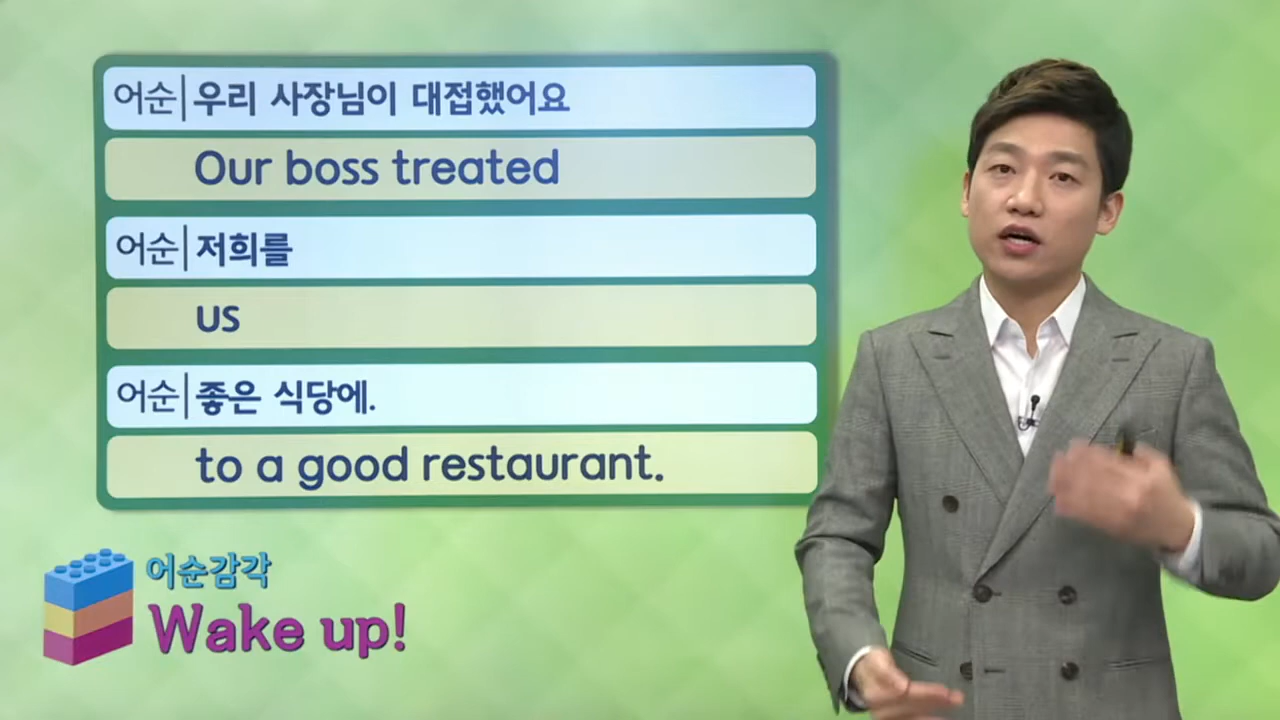 어순|우리 사장님이 대접했어요
Our boss treated
어순|저희를
us
어순|좋은 식당에.
to a good restaurant.
어순감각
Wake up!